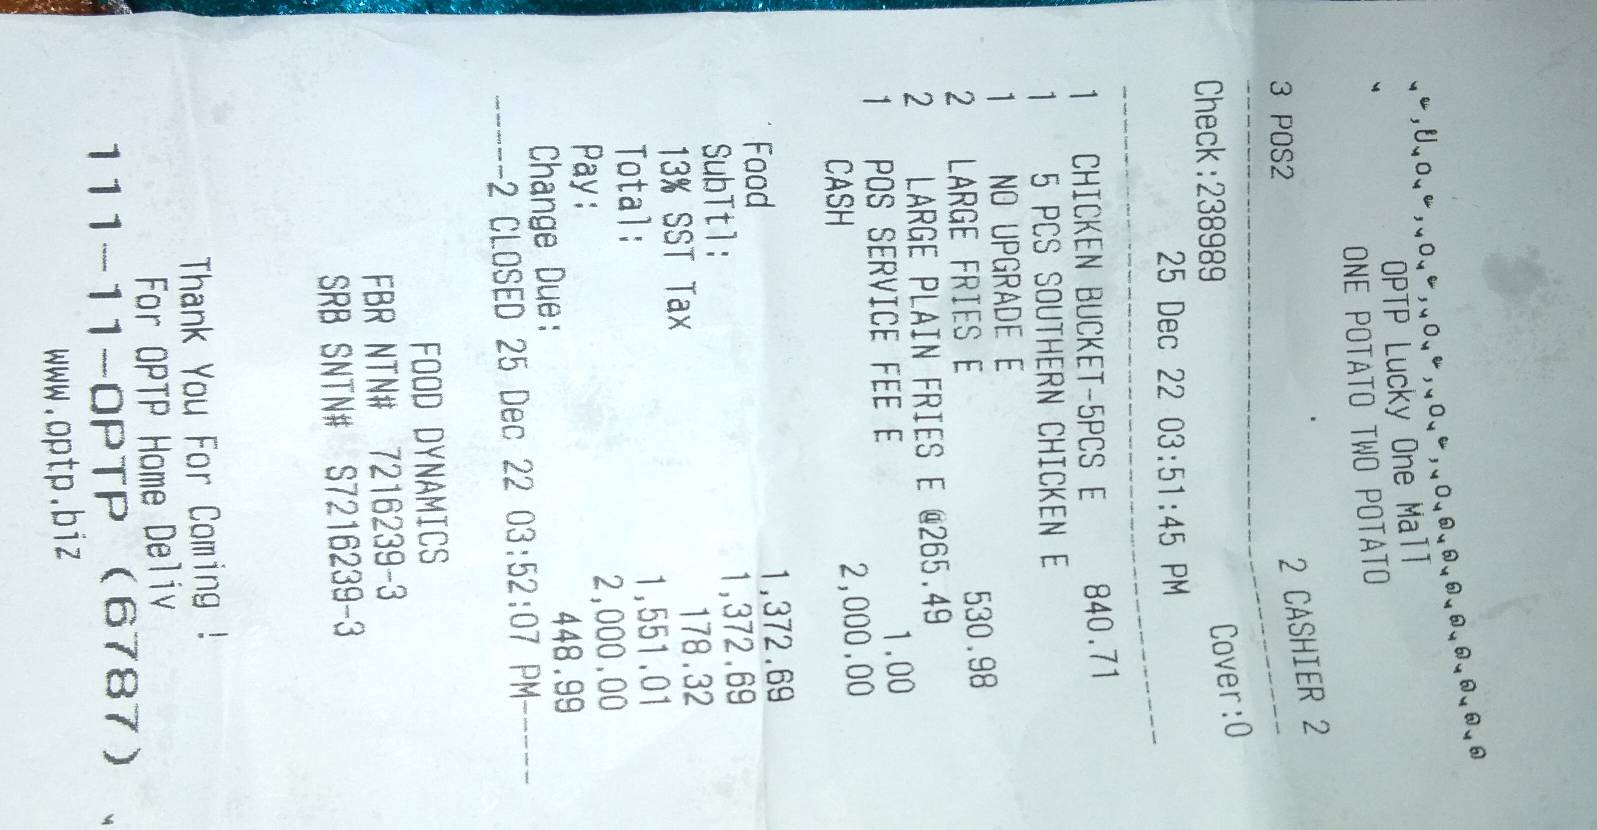 OPTP Lucky One Mall
ONE POTATO TWO POTATO
3 POS2 2 CASHIER 2
Check:238989 Cover:0
25 Dec 22 03:51:45 PM
1 CHICKEN BUCKET-5PCS E 840.71
1 5 PCS SOUTHERN CHICKEN E
1 NO UPGRADE E
2 LARGE FRIES E 530.98
2 LARGE PLAIN FRIES E @265.49
1 POS SERVICE FEE E 1.00
CASH 2,000.00
Food 1,372.69
SubTtl: 1,372.69
13% SST Tax 178.32
Total: 1,551.01
Pay: 2,000.00
Change Due: 448.99
-----2 CLOSED 25 Dec 22 03:52:07 PM-----
FOOD DYNAMICS
FBR NTN# 7216239-3
SRB SNTN# S7216239-3
Thank You For Coming !
For OPTP Home Deliv
111-11-OPTP (6787)
www.optp.biz